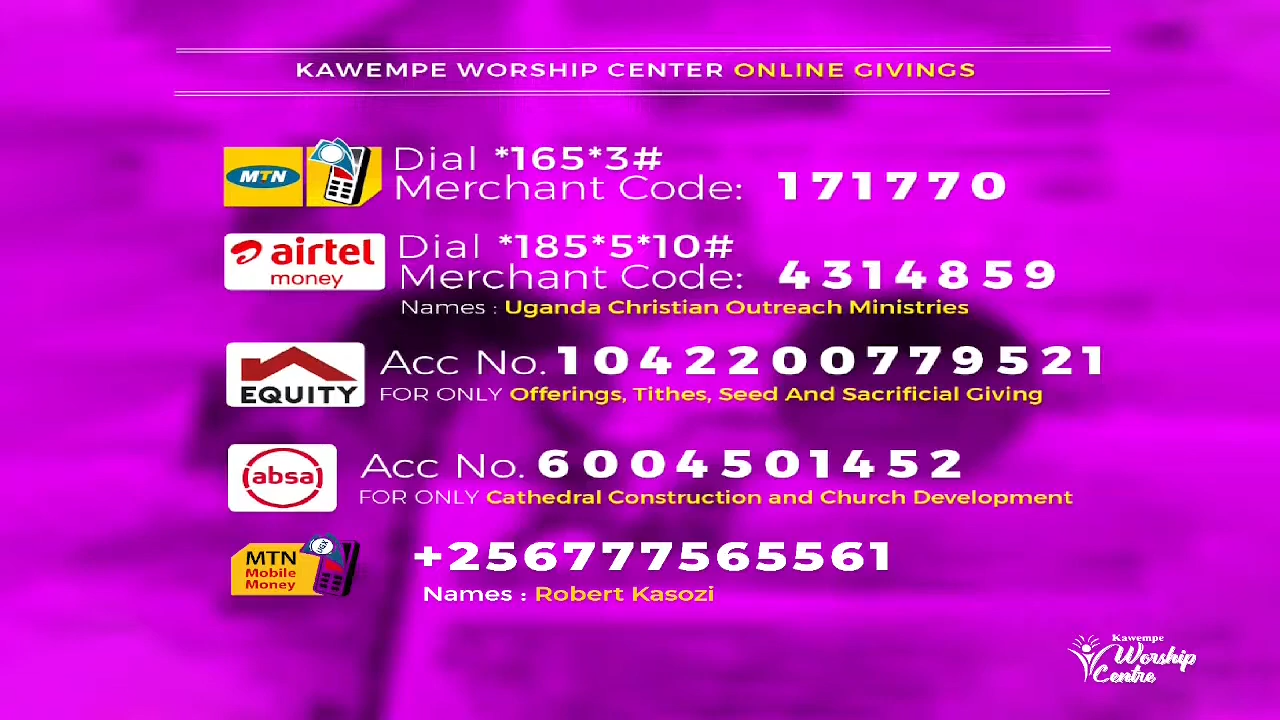 KAWEMPE WORSHIP CENTER ONLINE GIVINGS
MTN
Dial *165*3#
Merchant Code: 171770
airtel
money
Dial *185*5*10#
Merchant Code: 4314859
Names : Uganda Christian Outreach Ministries
EQUITY
Acc No. 1042200779521
FOR ONLY Offerings, Tithes, Seed And Sacrificial Giving
absa
Acc No. 6004501452
FOR ONLY Cathedral Construction and Church Development
MTN
Mobile
Money
+256777565561
Names : Robert Kasozi
Kawempe
Worship
Centre